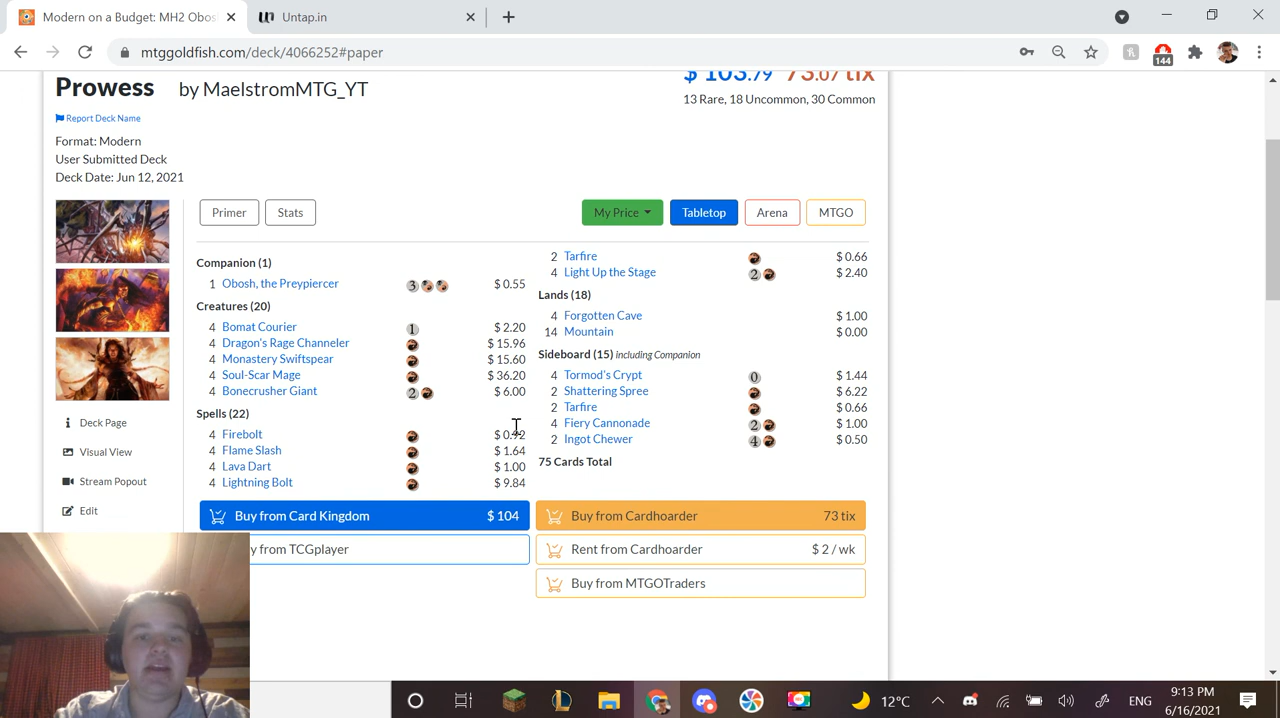 Modern on a Budget: MH2 Obos
Untap.in
mtggoldfish.com/deck/4066252#paper
144
Prowess by MaelstromMTG_YT
$ 103.79 73.07 tix
13 Rare, 18 Uncommon, 30 Common
Report Deck Name
Format: Modern
User Submitted Deck
Deck Date: Jun 12, 2021
Primer
Stats
My Price
Tabletop
Arena
MTGO
Companion (1)
1 Obosh, the Preypiercer 3 $ 0.55
Creatures (20)
4 Bomat Courier 1 $ 2.20
4 Dragon's Rage Channeler $ 15.96
4 Monastery Swiftspear $ 15.60
4 Soul-Scar Mage $ 36.20
4 Bonecrusher Giant 2 $ 6.00
Spells (22)
4 Firebolt $ 0.92
4 Flame Slash $ 1.64
4 Lava Dart $ 1.00
4 Lightning Bolt $ 9.84
2 Tarfire $ 0.66
4 Light Up the Stage 2 $ 2.40
Lands (18)
4 Forgotten Cave $ 1.00
14 Mountain $ 0.00
Sideboard (15) including Companion
4 Tormod's Crypt 0 $ 1.44
2 Shattering Spree $ 6.22
2 Tarfire $ 0.66
4 Fiery Cannonade 2 $ 1.00
2 Ingot Chewer 4 $ 0.50
75 Cards Total
Deck Page
Visual View
Stream Popout
Edit
Buy from Card Kingdom $ 104
y from TCGplayer
Buy from Cardhoarder 73 tix
Rent from Cardhoarder $ 2 / wk
Buy from MTGOTraders
12°C
ENG
9:13 PM
6/16/2021